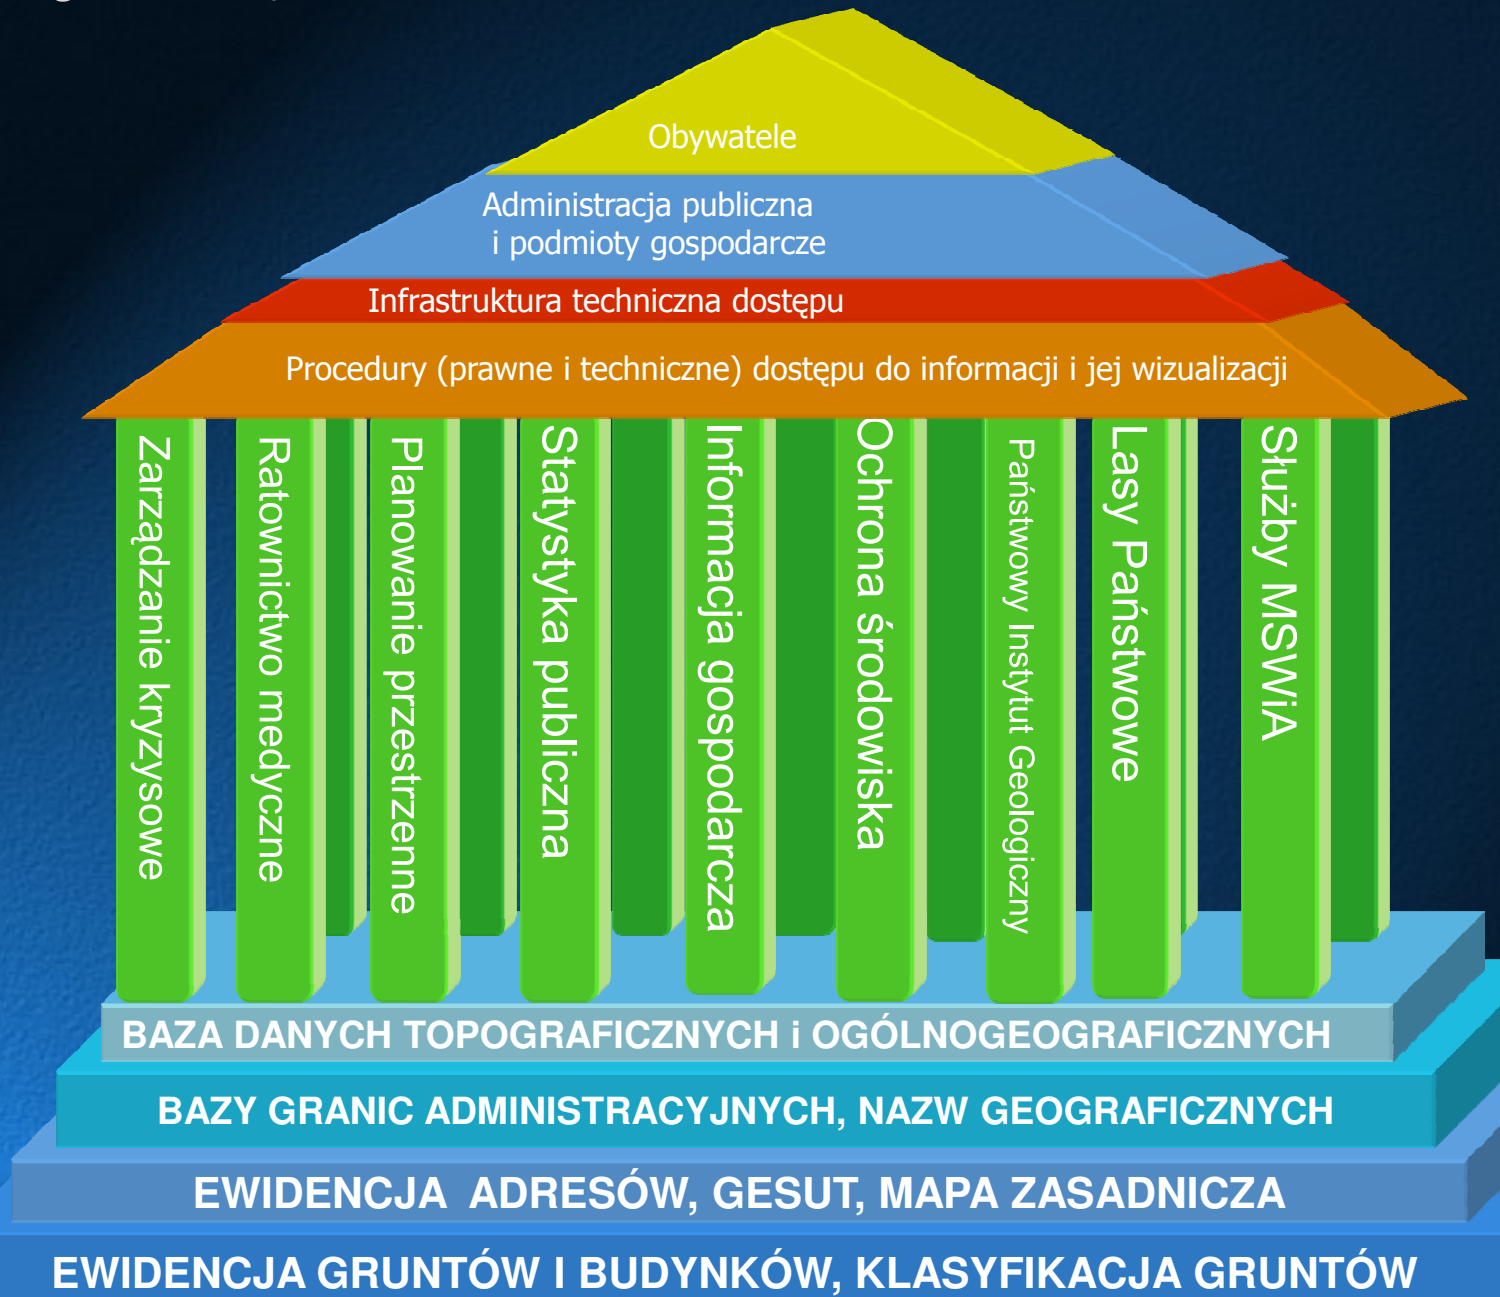 Obywatele
Administracja publiczna
i podmioty gospodarcze
Infrastruktura techniczna dostępu
Procedury (prawne i techniczne) dostępu do informacji i jej wizualizacji
Zarządzanie kryzysowe
Ratownictwo medyczne
Planowanie przestrzenne
Statystyka publiczna
Informacja gospodarcza
Ochrona środowiska
Państwowy Instytut Geologiczny
Lasy Państwowe
Służby MSWiA
BAZA DANYCH TOPOGRAFICZNYCH i OGÓLNOGEOGRAFICZNYCH
BAZY GRANIC ADMINISTRACYJNYCH, NAZW GEOGRAFICZNYCH
EWIDENCJA ADRESÓW, GESUT, MAPA ZASADNICZA
EWIDENCJA GRUNTÓW I BUDYNKÓW, KLASYFIKACJA GRUNTÓW